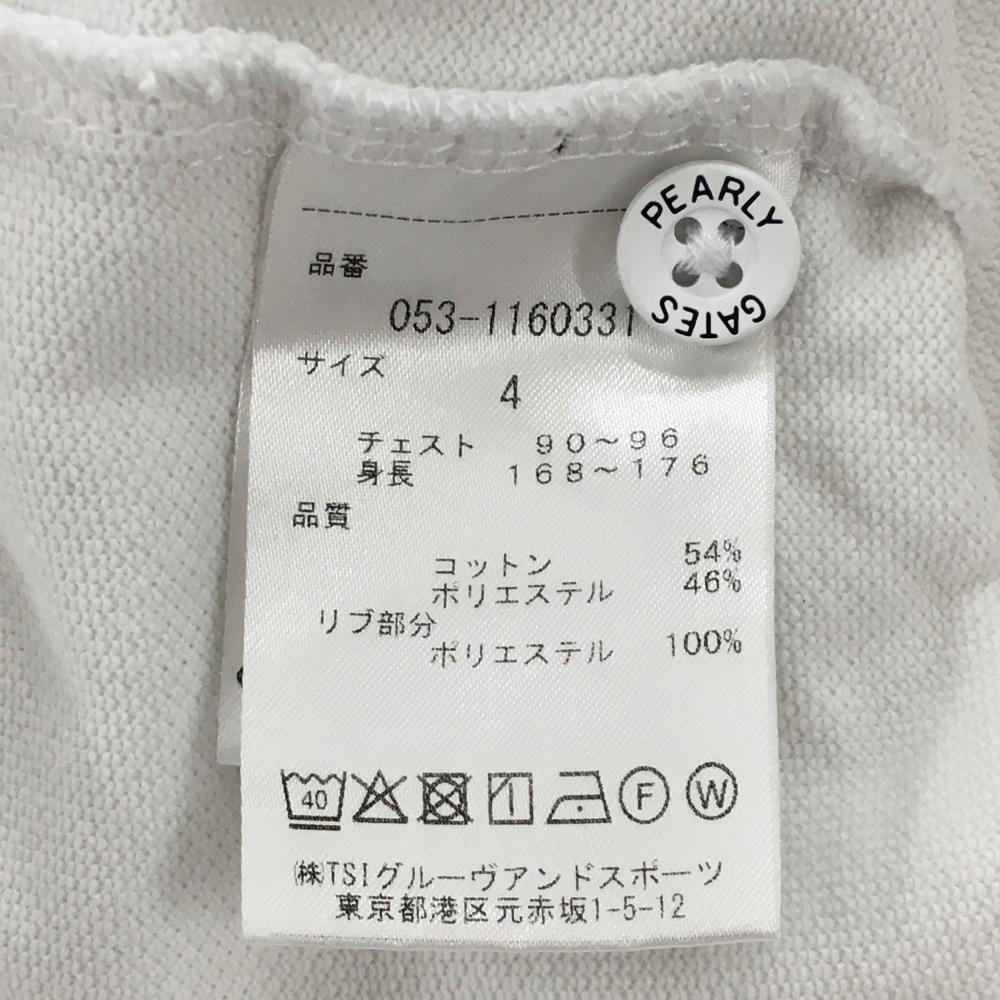 PEARLY
GATES
品番
053-1160331
サイズ
4
チェスト 90～96
身長 168～176
品質
コットン 54%
ポリエステル 46%
リブ部分
ポリエステル 100%
40 F W
㈱TSIグルーヴアンドスポーツ
東京都港区元赤坂1-5-12